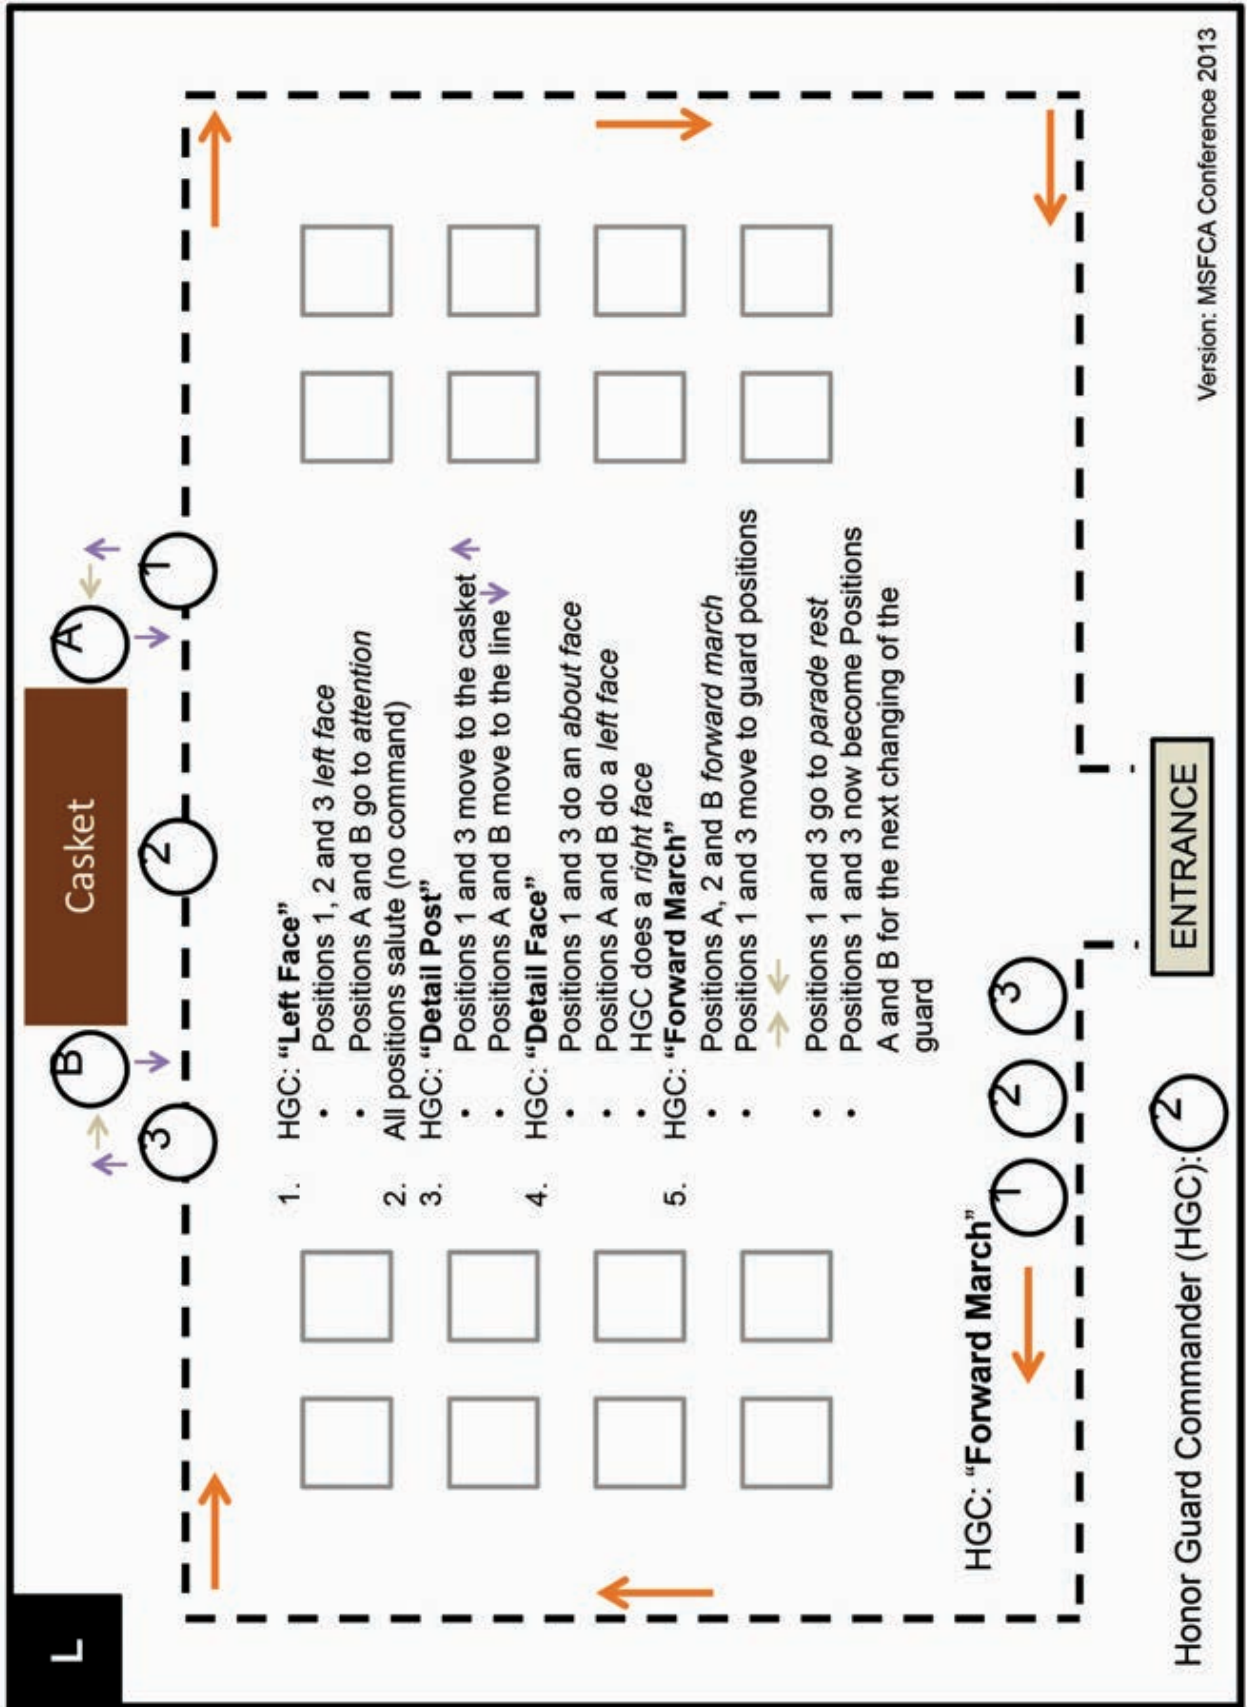 L
Casket
B
A
3
2
1
1. HGC: “Left Face”
• Positions 1, 2 and 3 left face
• Positions A and B go to attention
2. All positions salute (no command)
3. HGC: “Detail Post”
• Positions 1 and 3 move to the casket
• Positions A and B move to the line
4. HGC: “Detail Face”
• Positions 1 and 3 do an about face
• Positions A and B do a left face
• HGC does a right face
5. HGC: “Forward March”
• Positions A, 2 and B forward march
• Positions 1 and 3 move to guard positions
• Positions 1 and 3 go to parade rest
• Positions 1 and 3 now become Positions
A and B for the next changing of the
guard
HGC: “Forward March”
1
2
3
ENTRANCE
Honor Guard Commander (HGC): 2
Version: MSFCA Conference 2013